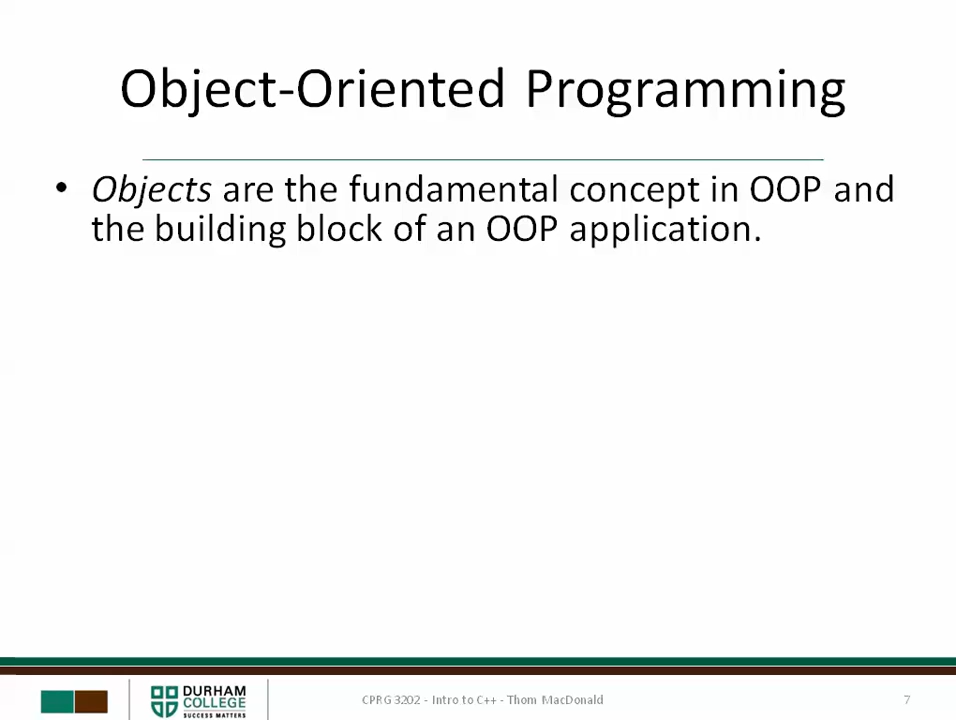 Object-Oriented Programming
• Objects are the fundamental concept in OOP and
the building block of an OOP application.
DURHAM
COLLEGE
SUCCESS MATTERS
CPRG 3202 - Intro to C++ - Thom MacDonald
7